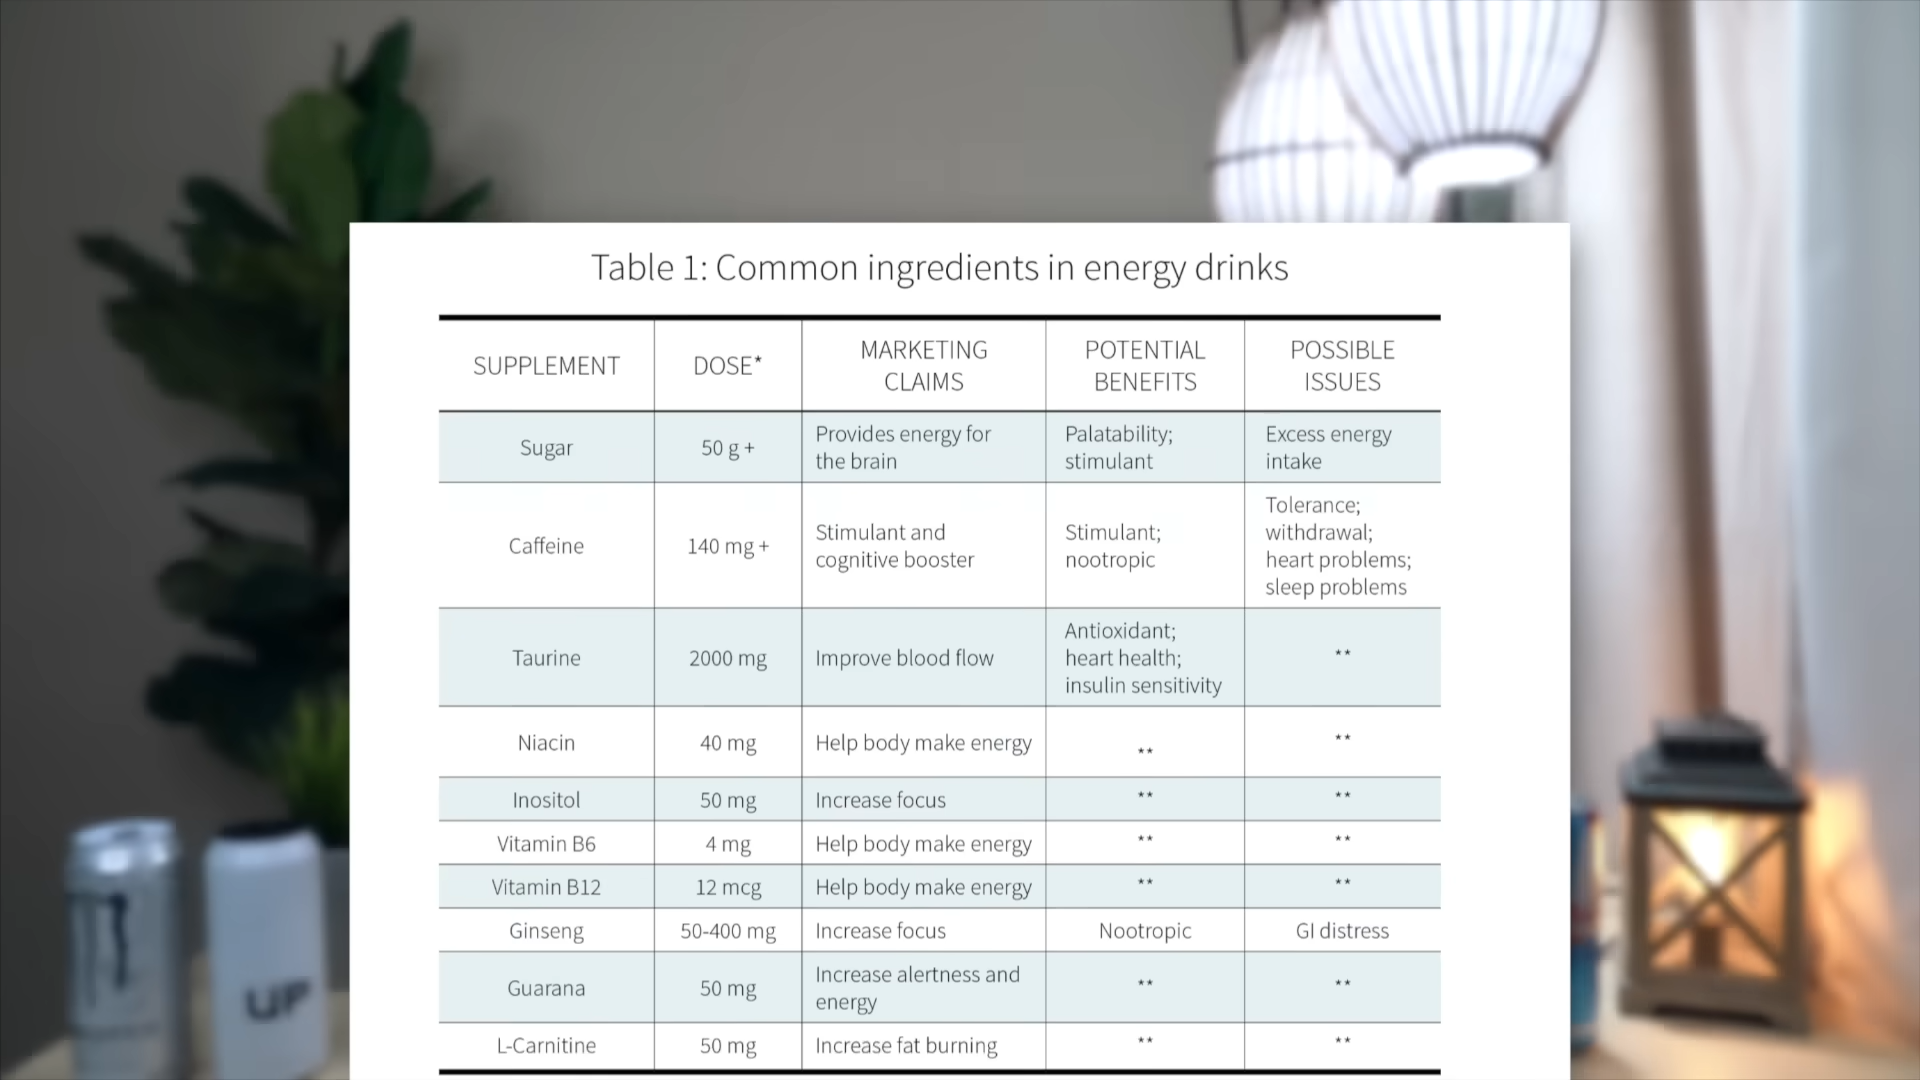 Table 1: Common ingredients in energy drinks
SUPPLEMENT DOSE* MARKETING CLAIMS POTENTIAL BENEFITS POSSIBLE ISSUES
Sugar 50 g + Provides energy for the brain Palatability; stimulant Excess energy intake
Caffeine 140 mg + Stimulant and cognitive booster Stimulant; nootropic Tolerance; withdrawal; heart problems; sleep problems
Taurine 2000 mg Improve blood flow Antioxidant; heart health; insulin sensitivity **
Niacin 40 mg Help body make energy ** **
Inositol 50 mg Increase focus ** **
Vitamin B6 4 mg Help body make energy ** **
Vitamin B12 12 mcg Help body make energy ** **
Ginseng 50-400 mg Increase focus Nootropic GI distress
Guarana 50 mg Increase alertness and energy ** **
L-Carnitine 50 mg Increase fat burning ** **
UP